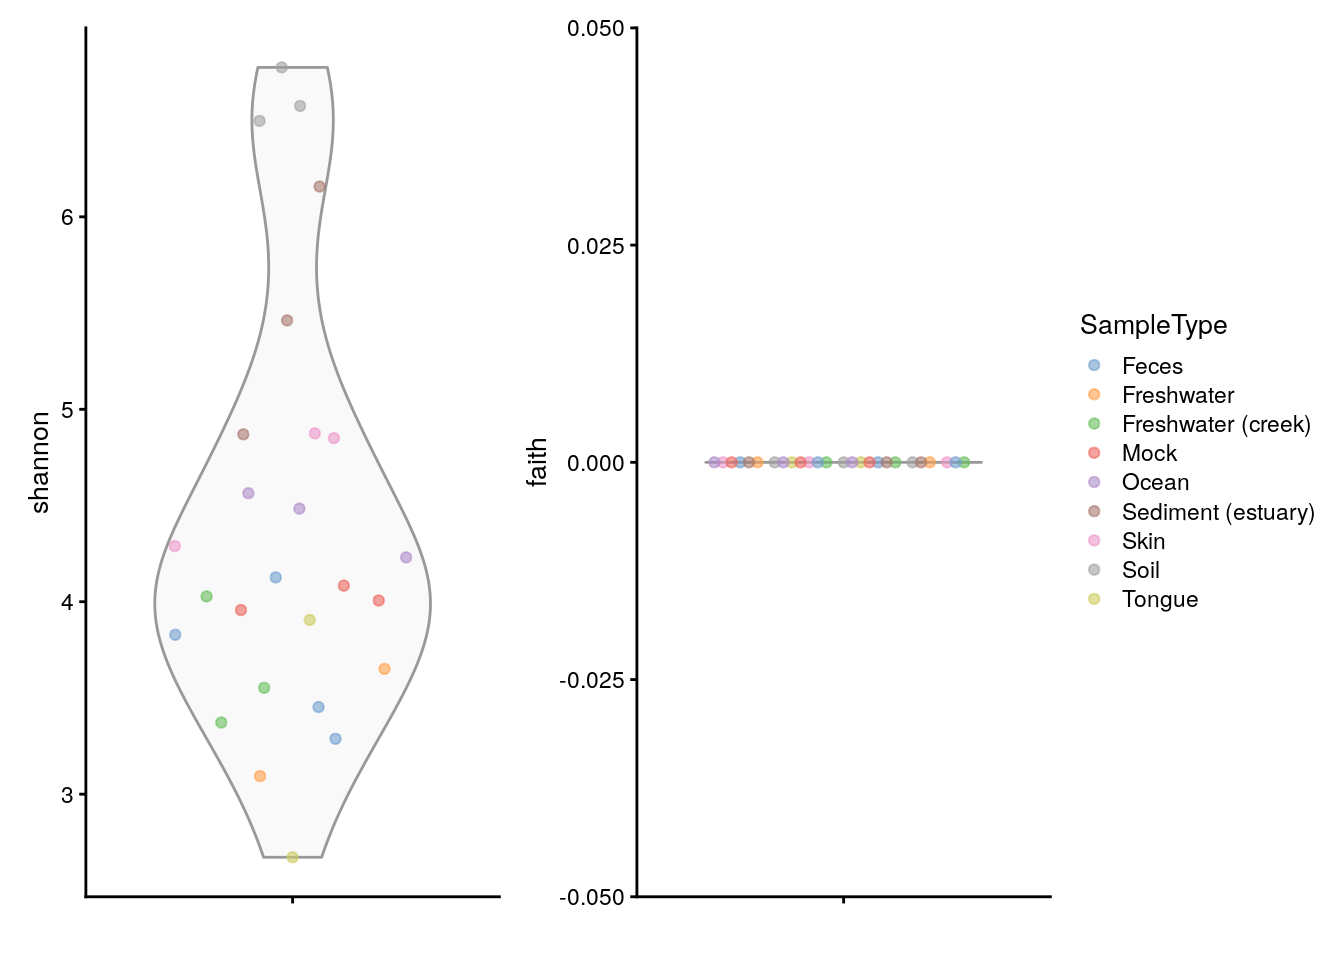 shannon
6
5
4
3
faith
0.050
0.025
0.000
-0.025
-0.050
SampleType
Feces
Freshwater
Freshwater (creek)
Mock
Ocean
Sediment (estuary)
Skin
Soil
Tongue